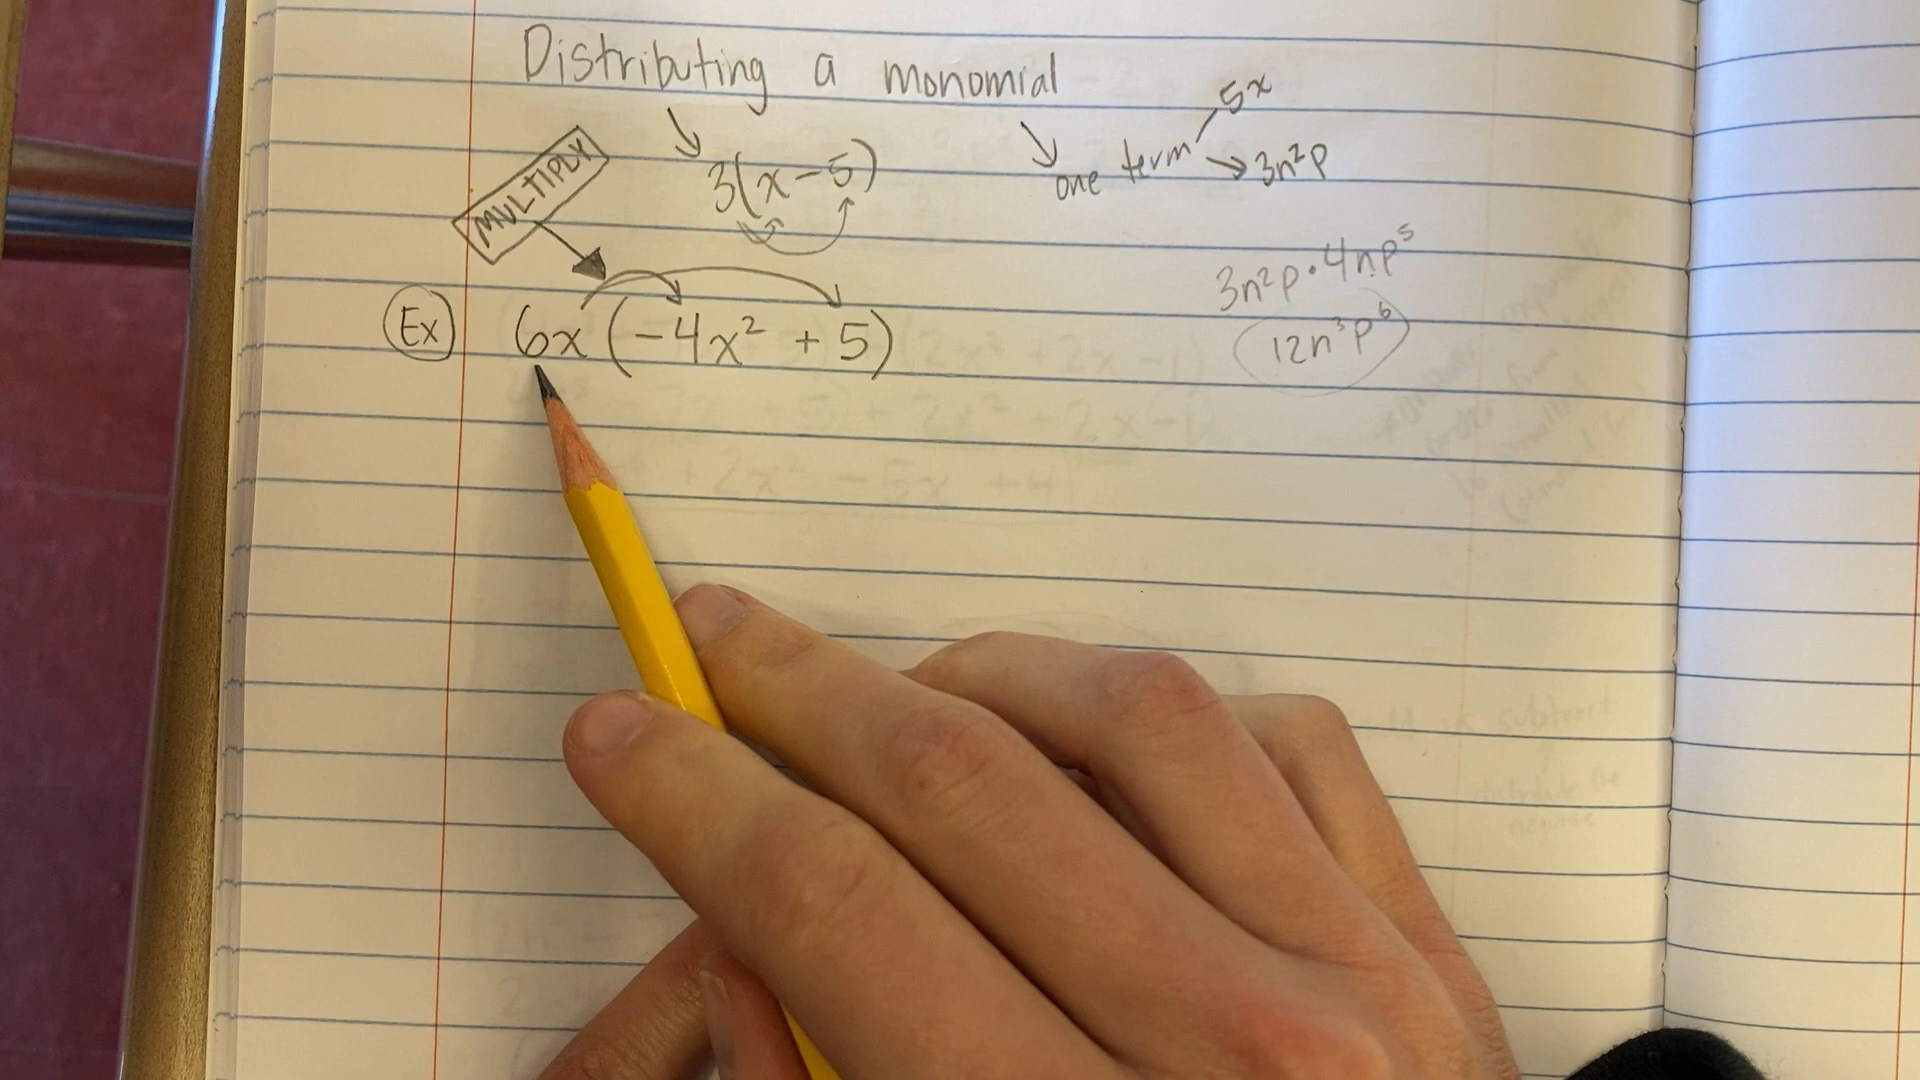 Distributing a monomial
5x
MULTIPLY
3(x-5)
one term
3n²p
3n²p·4np⁵
12n³p⁶
Ex 6x(-4x²+5)